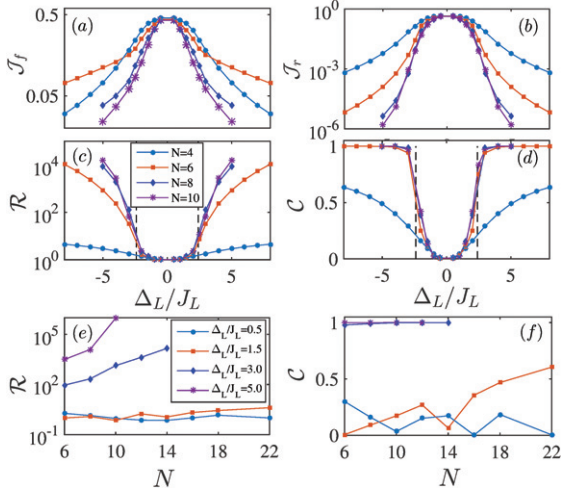 (a)
0.5
0.05
𝒥_f
(b)
10^0
10^-3
10^-6
𝒥_r
(c)
N=4
N=6
N=8
N=10
10^4
10^2
10^0
ℛ
-5 0 5
Δ_L/J_L
(d)
1
0.5
0
𝒞
-5 0 5
Δ_L/J_L
(e)
Δ_L/J_L=0.5
Δ_L/J_L=1.5
Δ_L/J_L=3.0
Δ_L/J_L=5.0
10^5
10^2
10^-1
ℛ
6 10 14 18 22
N
(f)
1
0.5
0
𝒞
6 10 14 18 22
N